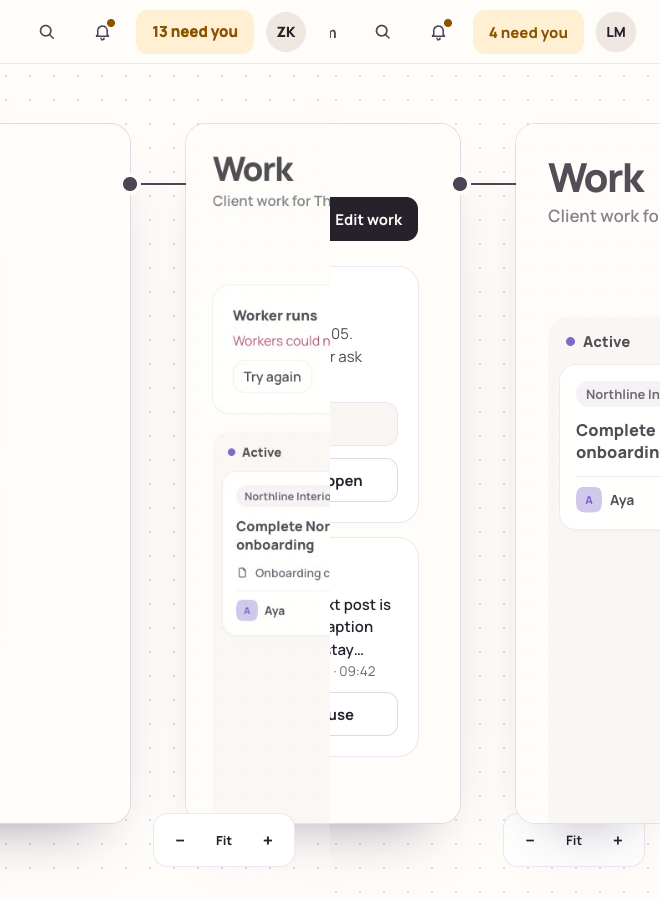 13 need you
ZK
4 need you
LM
Work
Client work for Th
Edit work
Worker runs
Workers could n
Try again
05.
r ask
open
Active
Northline Interio
Complete Nor
onboarding
Onboarding c
A
Aya
xt post is
aption
stay…
· 09:42
use
Work
Client work fo
Active
Northline In
Complete
onboardin
A
Aya
− Fit +
− Fit +